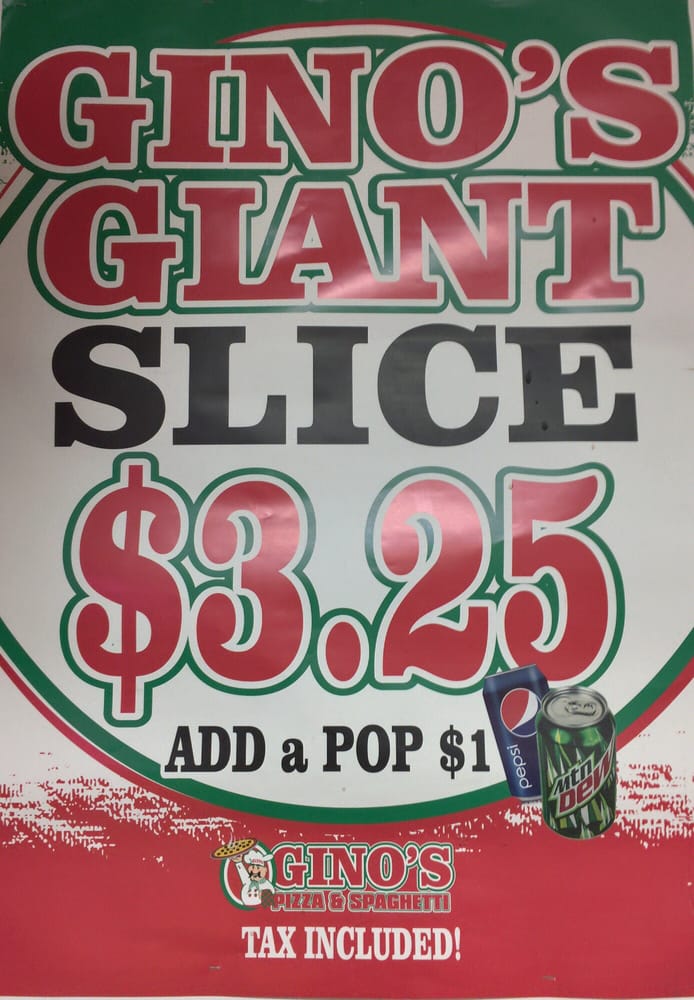 GINO'S
GIANT
SLICE
$3.25
ADD a POP $1
pepsi
Mtn
DEW
GINO'S
PIZZA & SPAGHETTI
TAX INCLUDED!